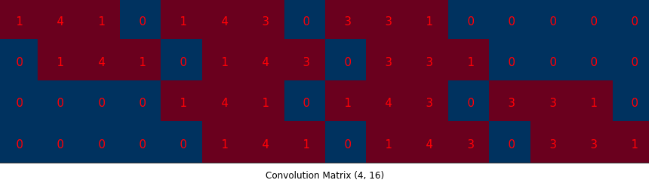 1 4 1 0 1 4 3 0 3 3 1 0 0 0 0 0
0 1 4 1 0 1 4 3 0 3 3 1 0 0 0 0
0 0 0 0 1 4 1 0 1 4 3 0 3 3 1 0
0 0 0 0 0 1 4 1 0 1 4 3 0 3 3 1
Convolution Matrix (4, 16)